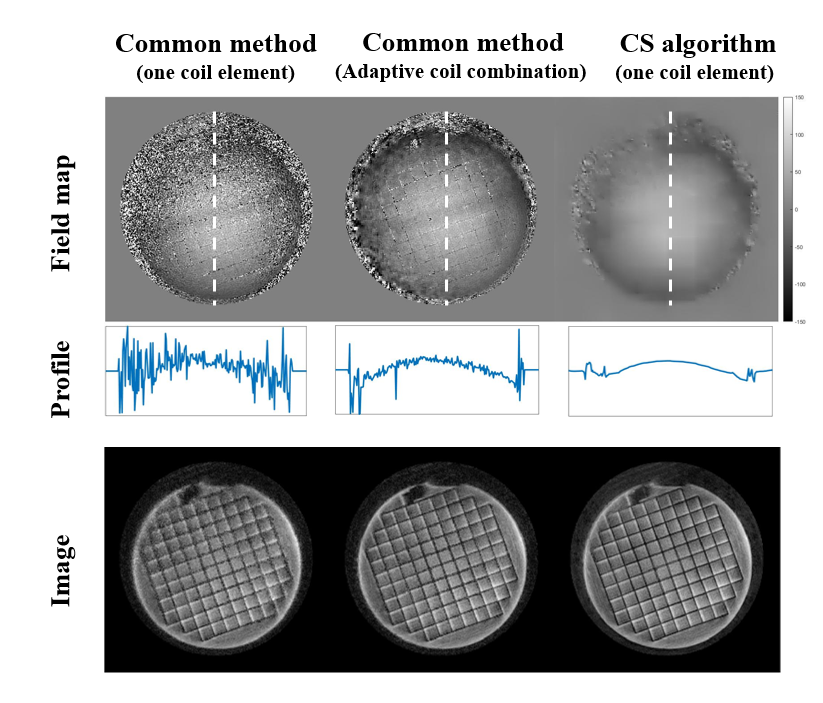 Common method
(one coil element)
Common method
(Adaptive coil combination)
CS algorithm
(one coil element)
Field map
150
100
50
0
-50
-100
-150
Profile
Image